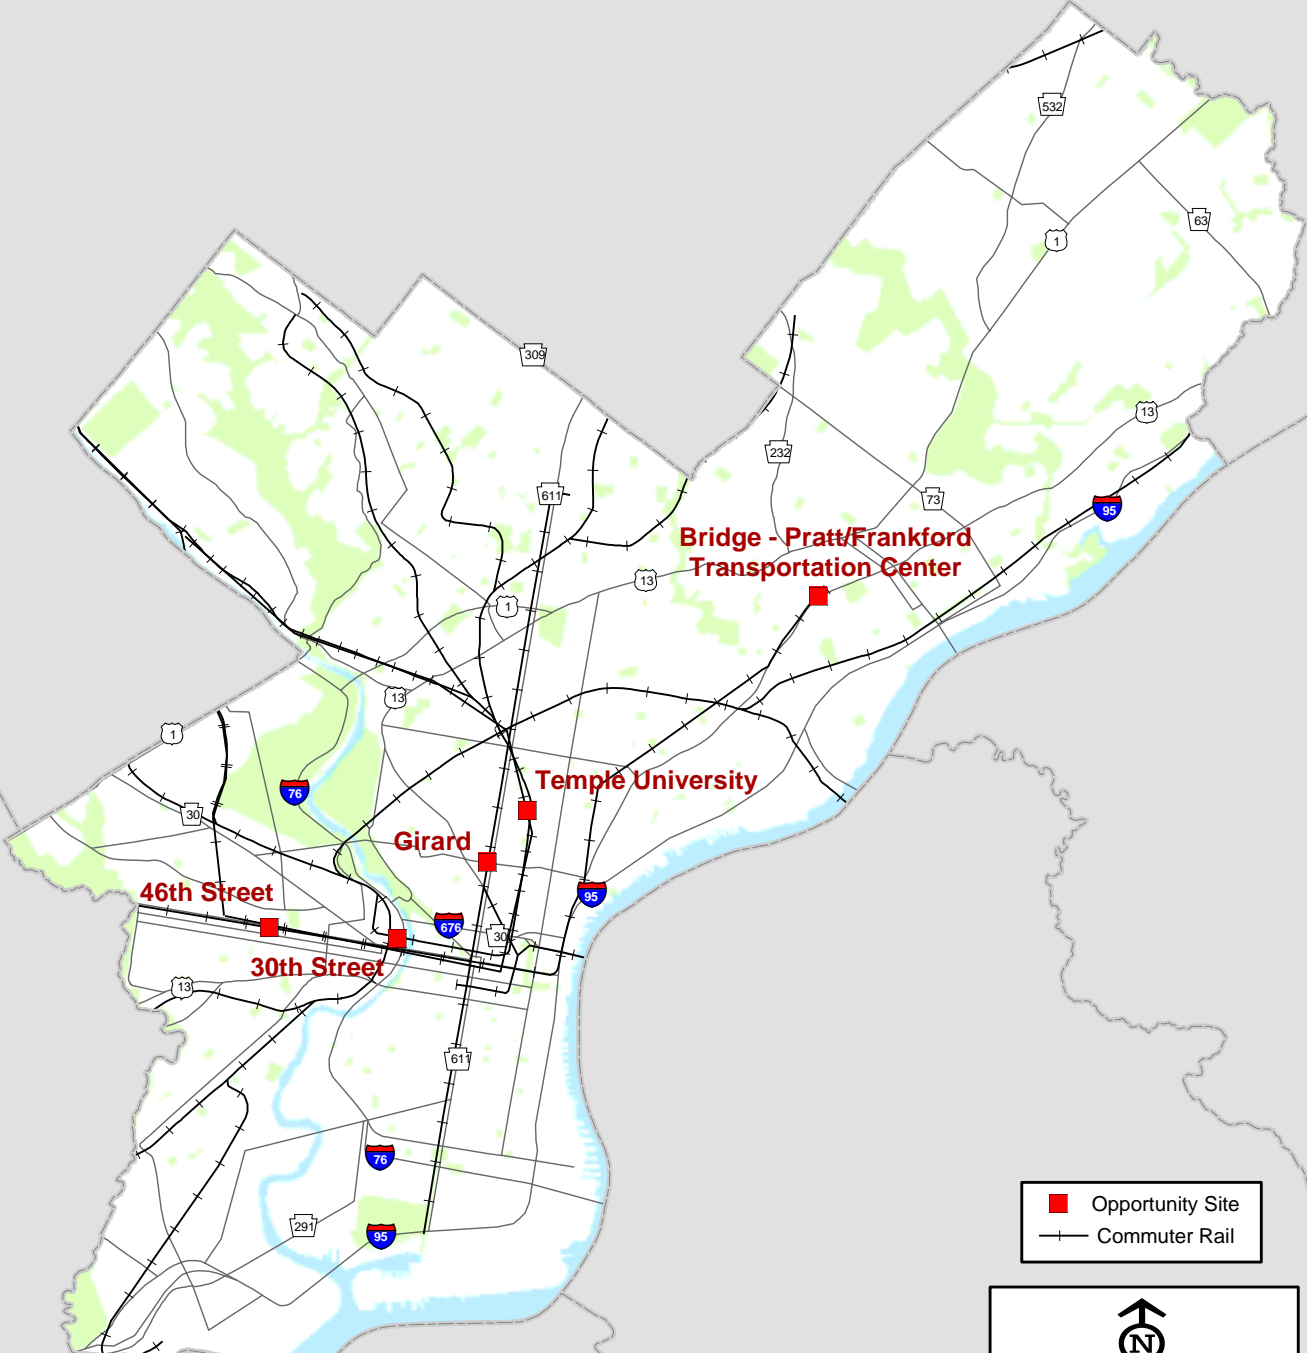 532
63
1
309
13
232
611
73
95
Bridge - Pratt/Frankford
Transportation Center
13
1
13
1
76
Temple University
30
Girard
46th Street
95
676
30
30th Street
13
611
76
291
95
Opportunity Site
Commuter Rail
N